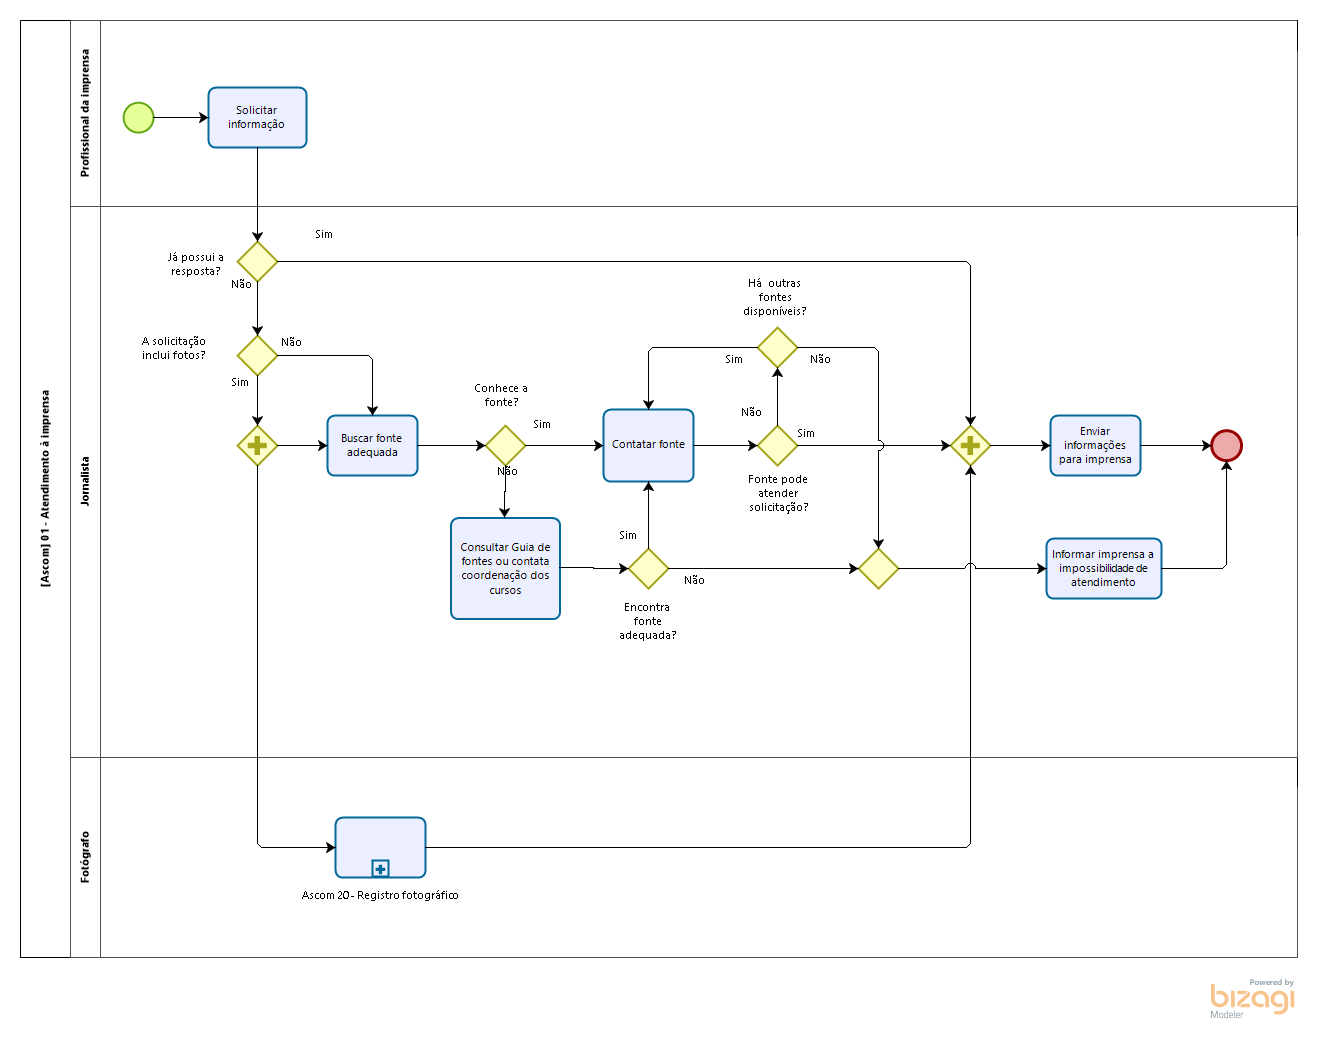 [Ascom] 01 - Atendimento à imprensa
Profissional da imprensa
Solicitar
informação
Jornalista
Sim
Já possui a
resposta?
Não
A solicitação
inclui fotos?
Não
Sim
Buscar fonte
adequada
Conhece a
fonte?
Sim
Não
Consultar Guia de
fontes ou contata
coordenação dos
cursos
Contatar fonte
Sim
Não
Encontra
fonte
adequada?
Há outras
fontes
disponíveis?
Sim
Não
Não
Sim
Fonte pode
atender
solicitação?
Enviar
informações
para imprensa
Informar imprensa a
impossibilidade de
atendimento
Fotógrafo
Ascom 20- Registro fotográfico
Powered by
bizagi
Modeler